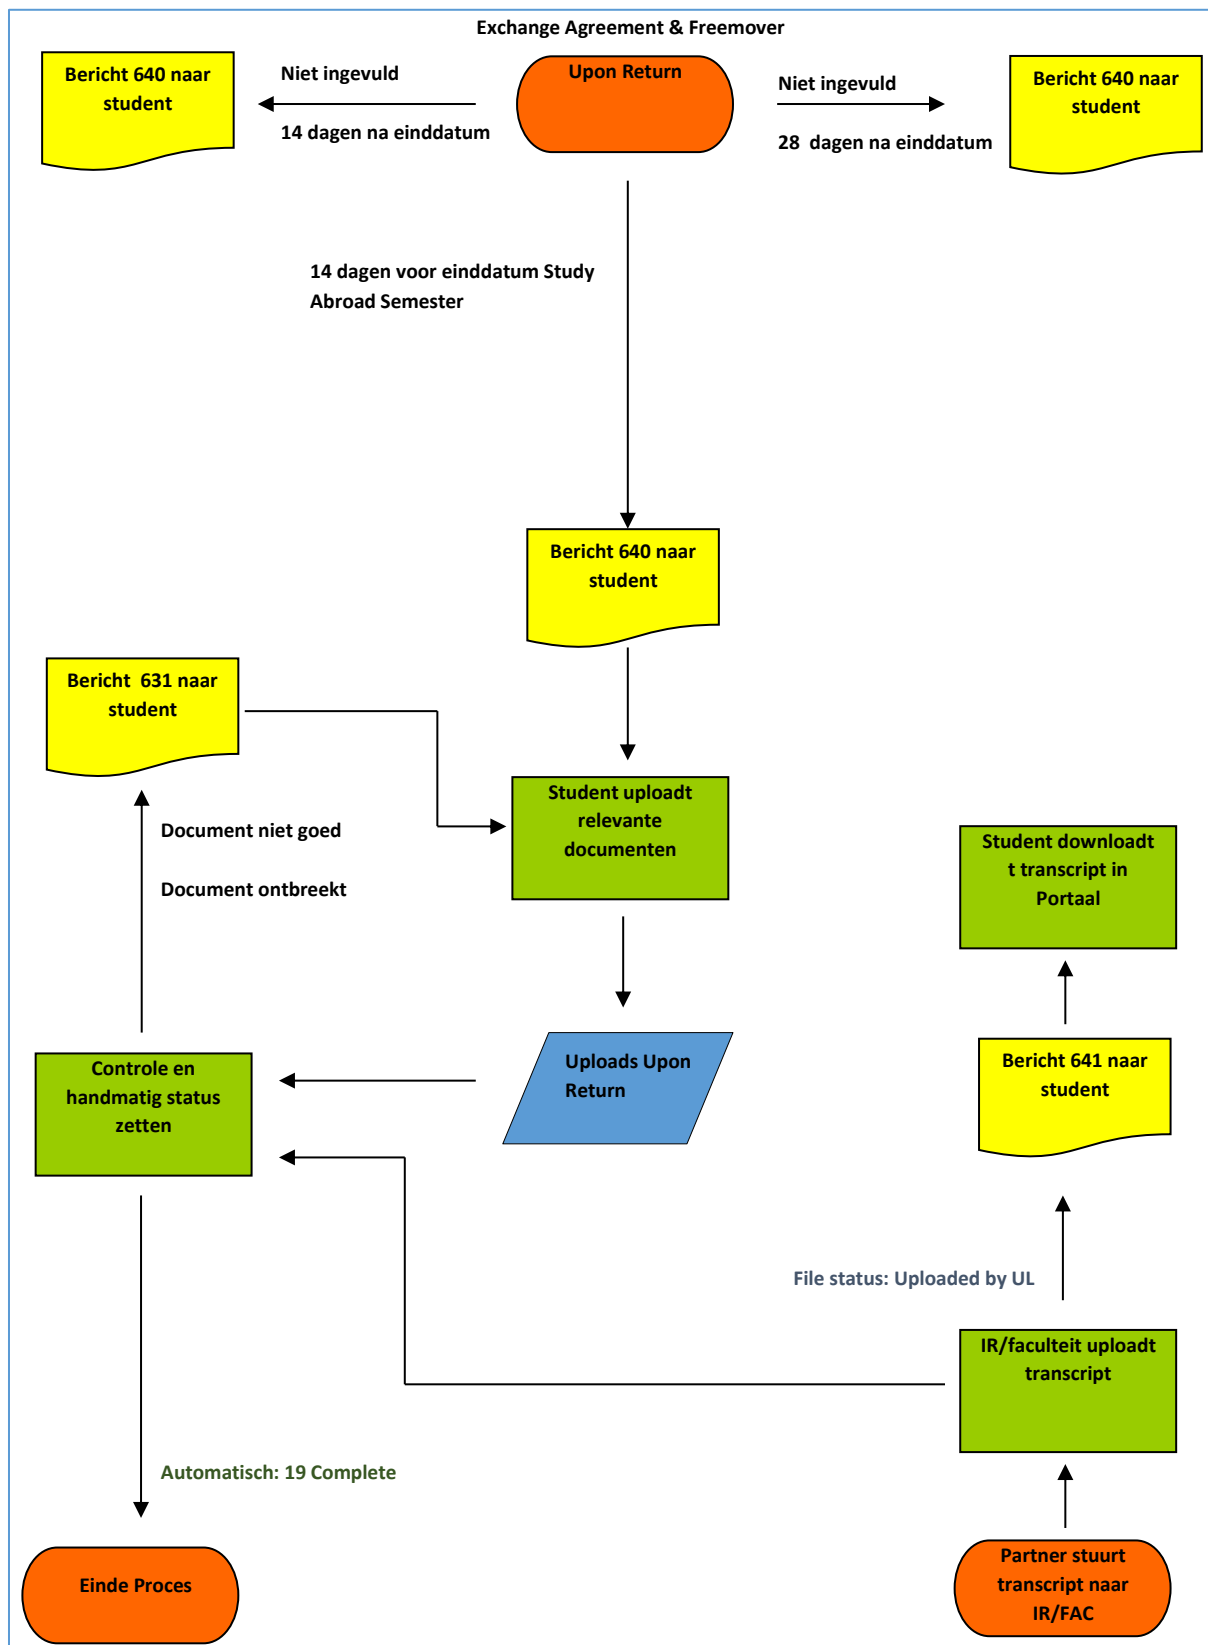 Exchange Agreement & Freemover
Bericht 640 naar
student
Niet ingevuld
14 dagen na einddatum
Upon Return
Niet ingevuld
28 dagen na einddatum
Bericht 640 naar
student
14 dagen voor einddatum Study
Abroad Semester
Bericht 640 naar
student
Bericht 631 naar
student
Student uploadt
relevante
documenten
Document niet goed
Document ontbreekt
Student downloadt
t transcript in
Portaal
Uploads Upon
Return
Controle en
handmatig status
zetten
Bericht 641 naar
student
File status: Uploaded by UL
IR/faculteit uploadt
transcript
Automatisch: 19 Complete
Einde Proces
Partner stuurt
transcript naar
IR/FAC